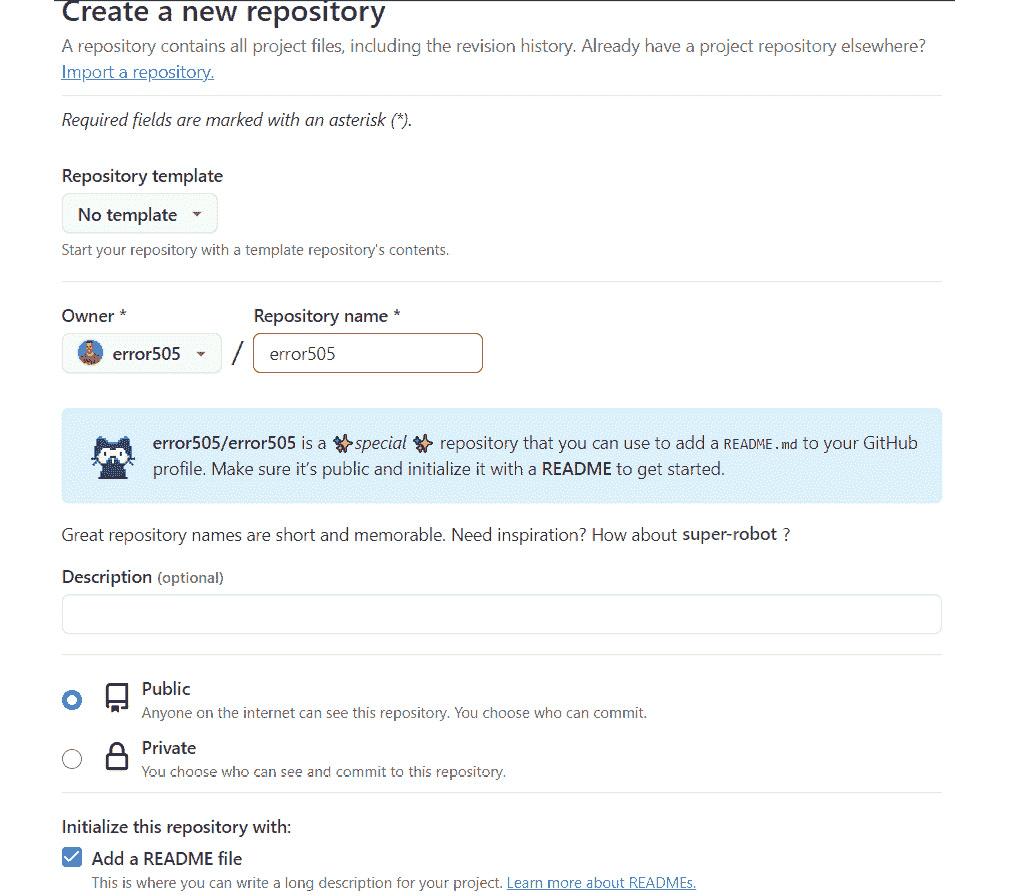 Create a new repository
A repository contains all project files, including the revision history. Already have a project repository elsewhere?
Import a repository.
Required fields are marked with an asterisk (*).
Repository template
No template
Start your repository with a template repository's contents.
Owner * Repository name *
error505 / error505
error505/error505 is a ✨special ✨ repository that you can use to add a README.md to your GitHub
profile. Make sure it's public and initialize it with a README to get started.
Great repository names are short and memorable. Need inspiration? How about super-robot ?
Description (optional)
Public
Anyone on the internet can see this repository. You choose who can commit.
Private
You choose who can see and commit to this repository.
Initialize this repository with:
Add a README file
This is where you can write a long description for your project. Learn more about READMEs.